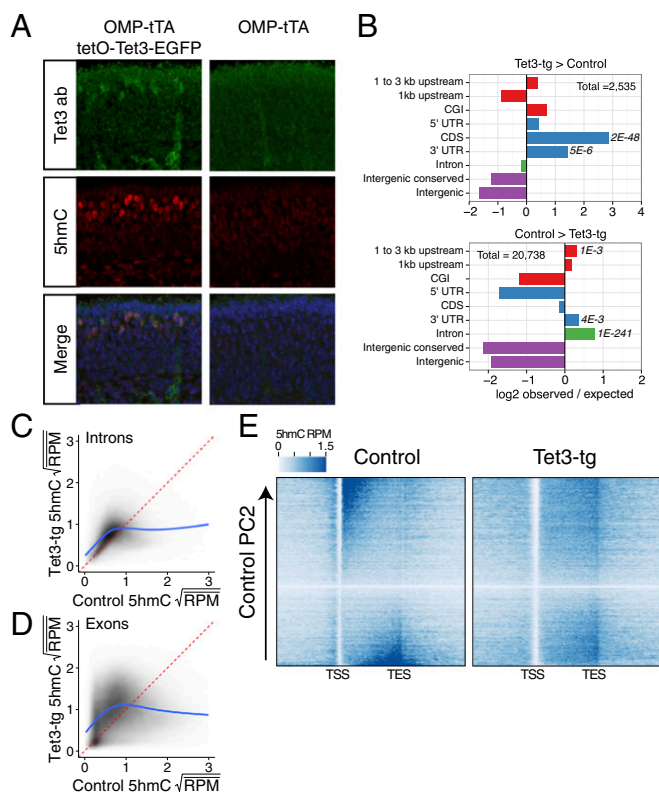 A
OMP-tTA
tetO-Tet3-EGFP
OMP-tTA
Tet3 ab
5hmC
Merge
B
Tet3-tg > Control
1 to 3 kb upstream
1kb upstream
CGI
5' UTR
CDS
3' UTR
Intron
Intergenic conserved
Intergenic
Total =2,535
2E-48
5E-6
−2 −1 0 1 2 3 4
Control > Tet3-tg
1 to 3 kb upstream
1kb upstream
CGI
5' UTR
CDS
3' UTR
Intron
Intergenic conserved
Intergenic
Total = 20,738
1E-3
4E-3
1E-241
−2 −1 0 1 2
log2 observed / expected
C
Introns
Tet3-tg 5hmC √RPM
3
2
1
0
0 1 2 3
Control 5hmC √RPM
D
Exons
Tet3-tg 5hmC √RPM
3
2
1
0
0 1 2 3
Control 5hmC √RPM
E
5hmC RPM
0 1.5
Control
Tet3-tg
Control PC2
TSS TES
TSS TES